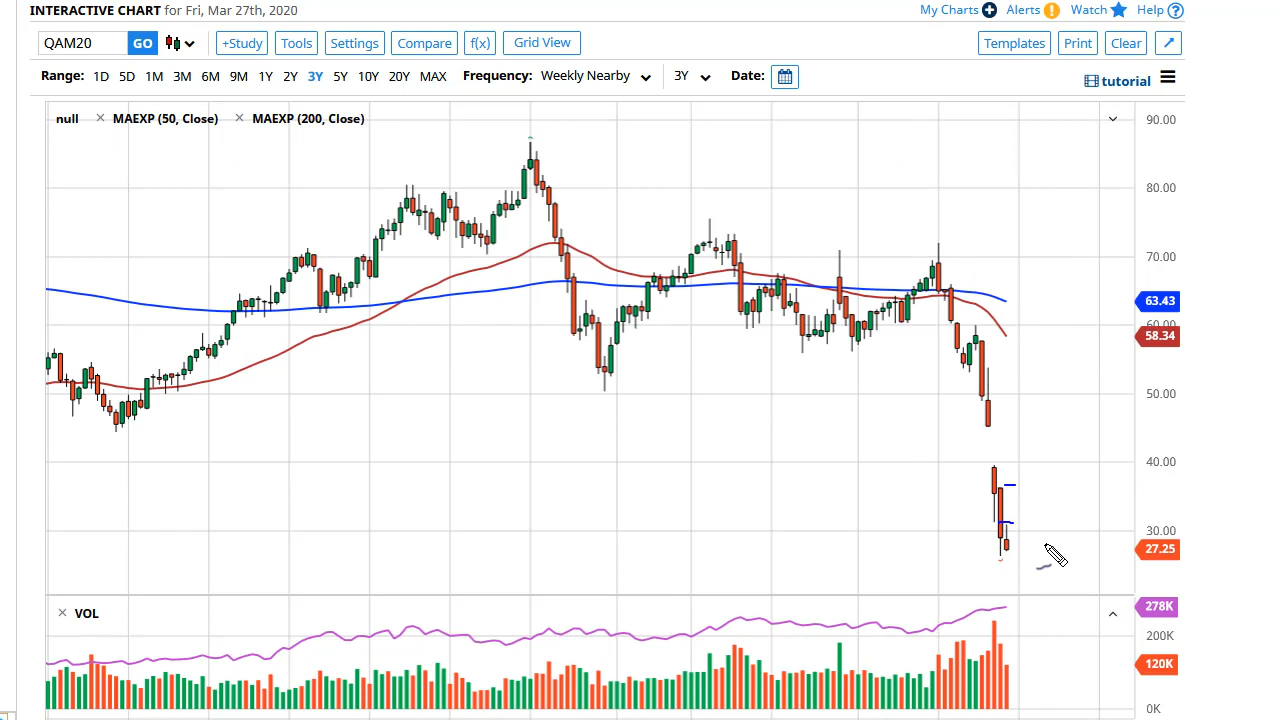 INTERACTIVE CHART for Fri, Mar 27th, 2020
My Charts Alerts ! Watch Help ?
QAM20 GO +Study Tools Settings Compare f(x) Grid View Templates Print Clear
Range: 1D 5D 1M 3M 6M 9M 1Y 2Y 3Y 5Y 10Y 20Y MAX Frequency: Weekly Nearby 3Y Date:
tutorial
null × MAEXP (50, Close) × MAEXP (200, Close)
90.00
80.00
70.00
63.43
60.00
58.34
50.00
40.00
30.00
27.25
× VOL
278K
200K
120K
0K